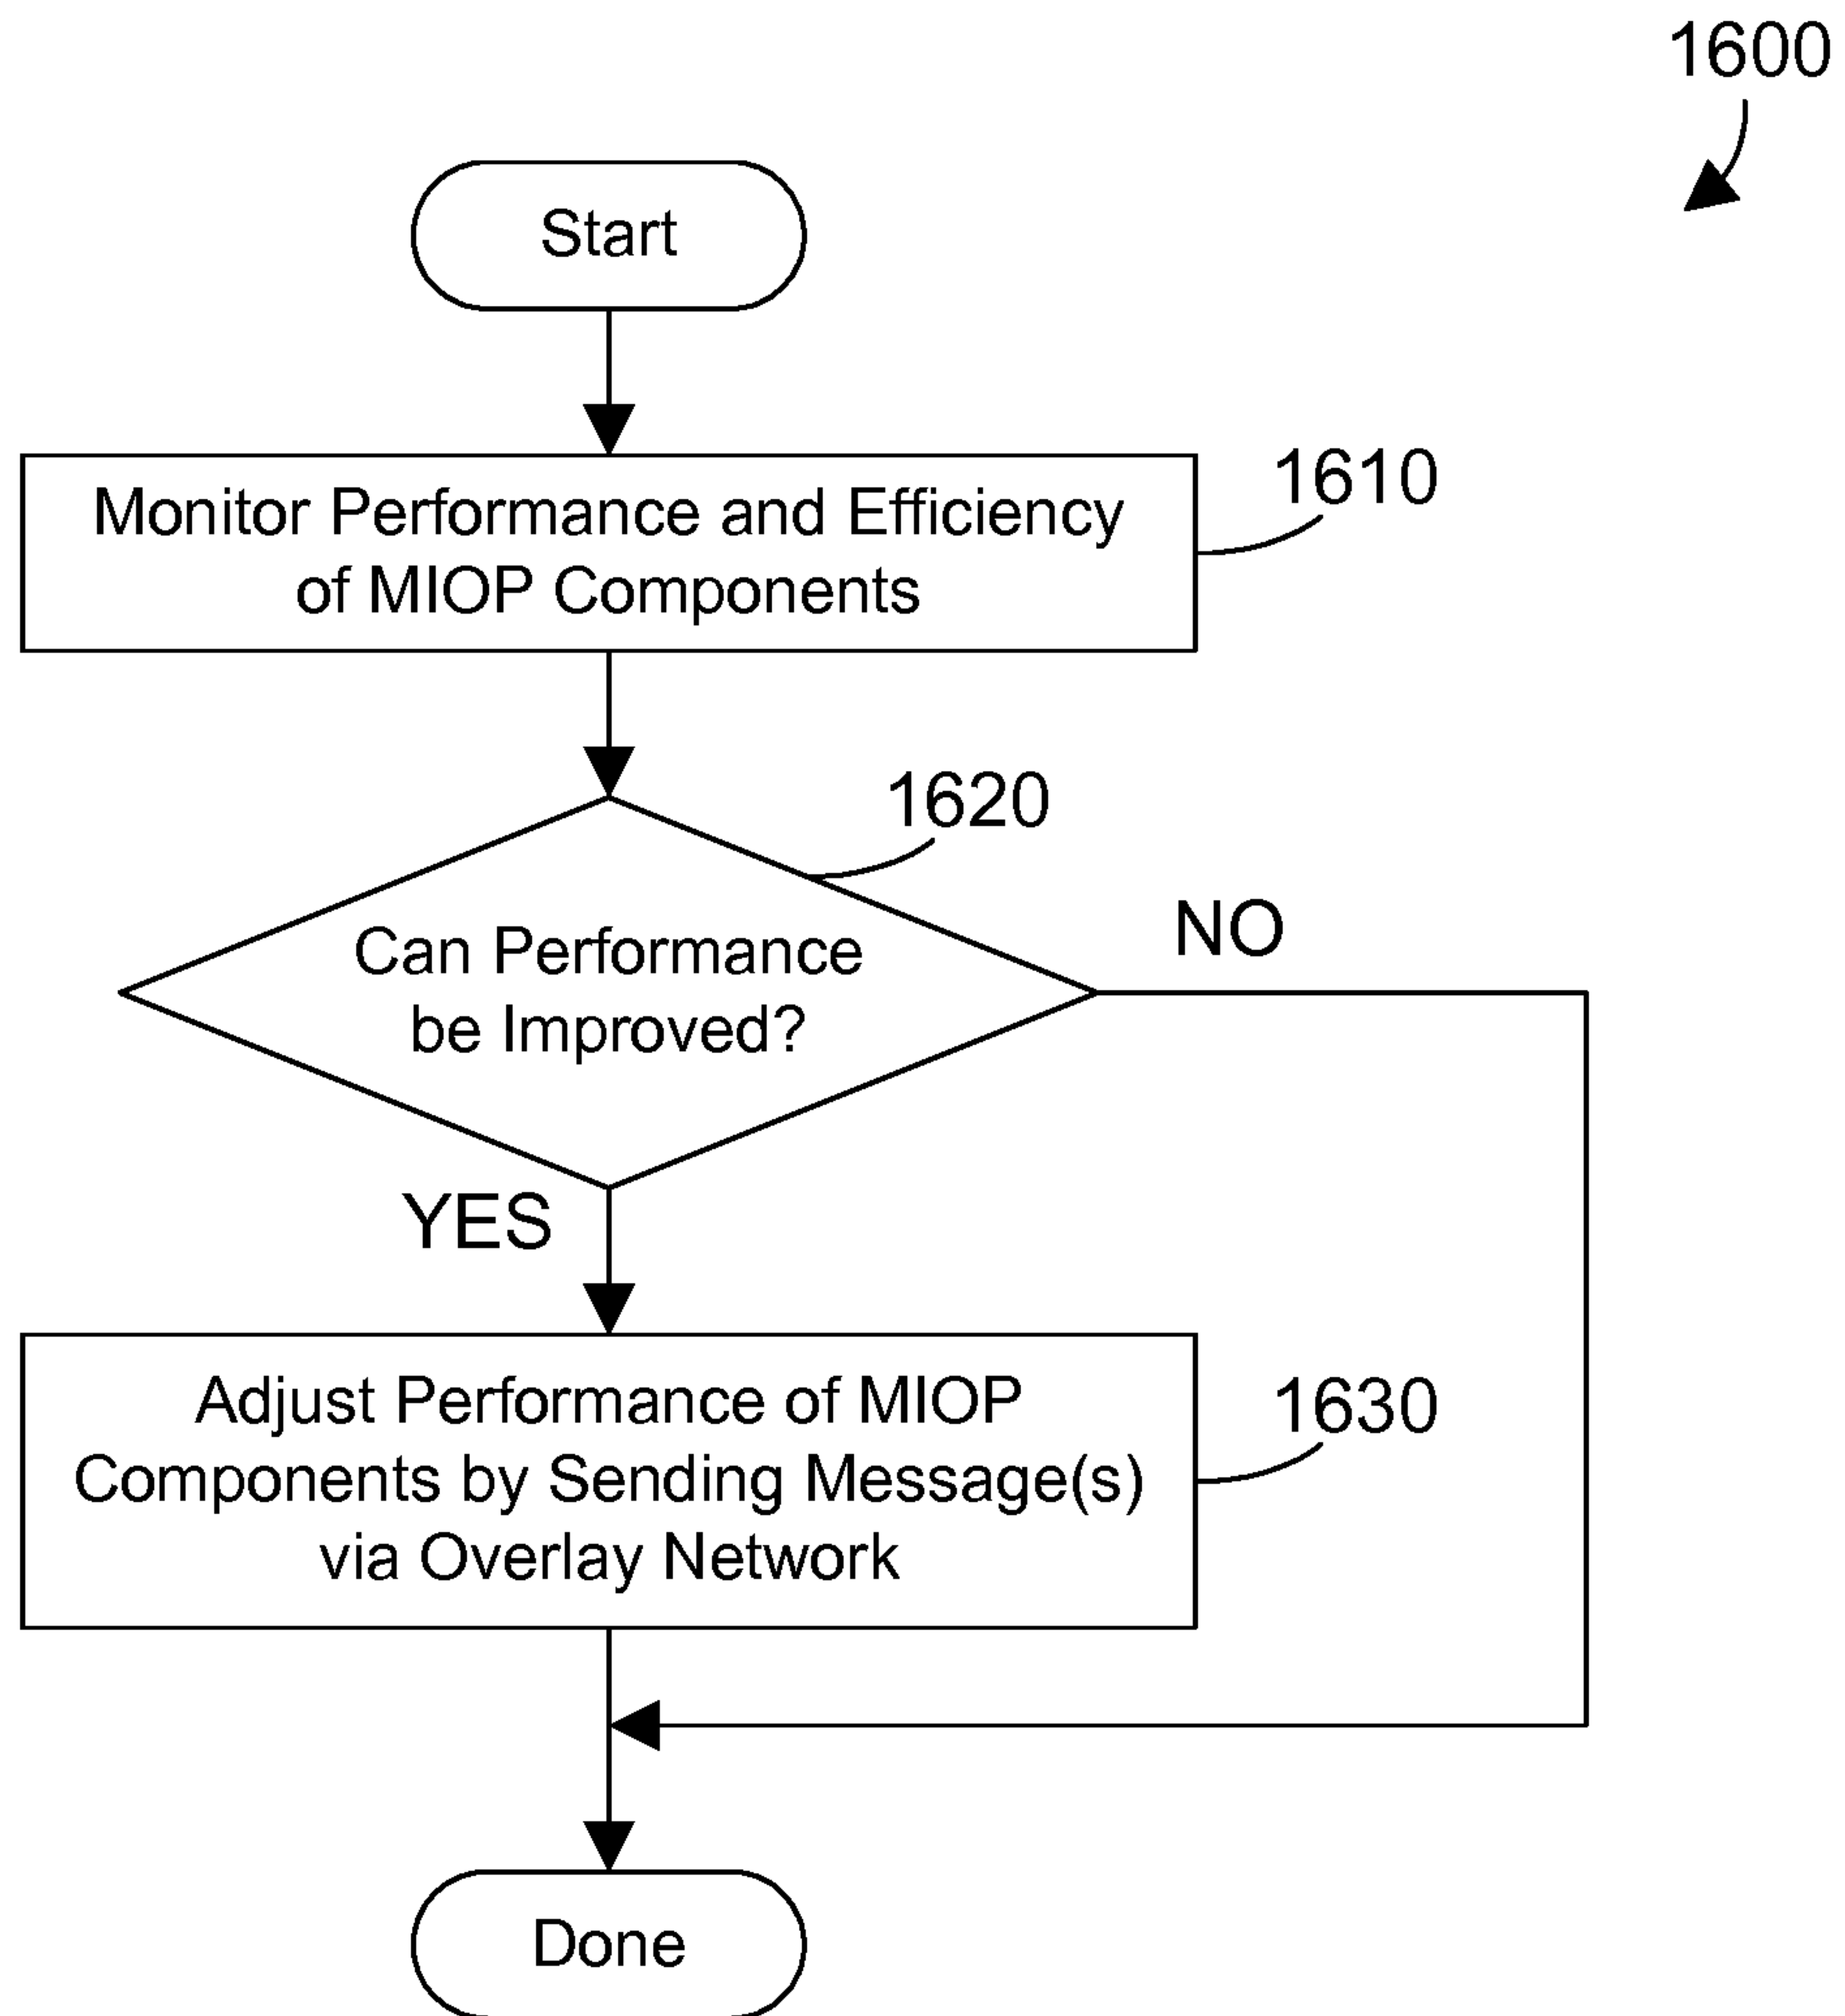 1600
Start
Monitor Performance and Efficiency
of MIOP Components
1610
1620
Can Performance
be Improved?
NO
YES
Adjust Performance of MIOP
Components by Sending Message(s)
via Overlay Network
1630
Done